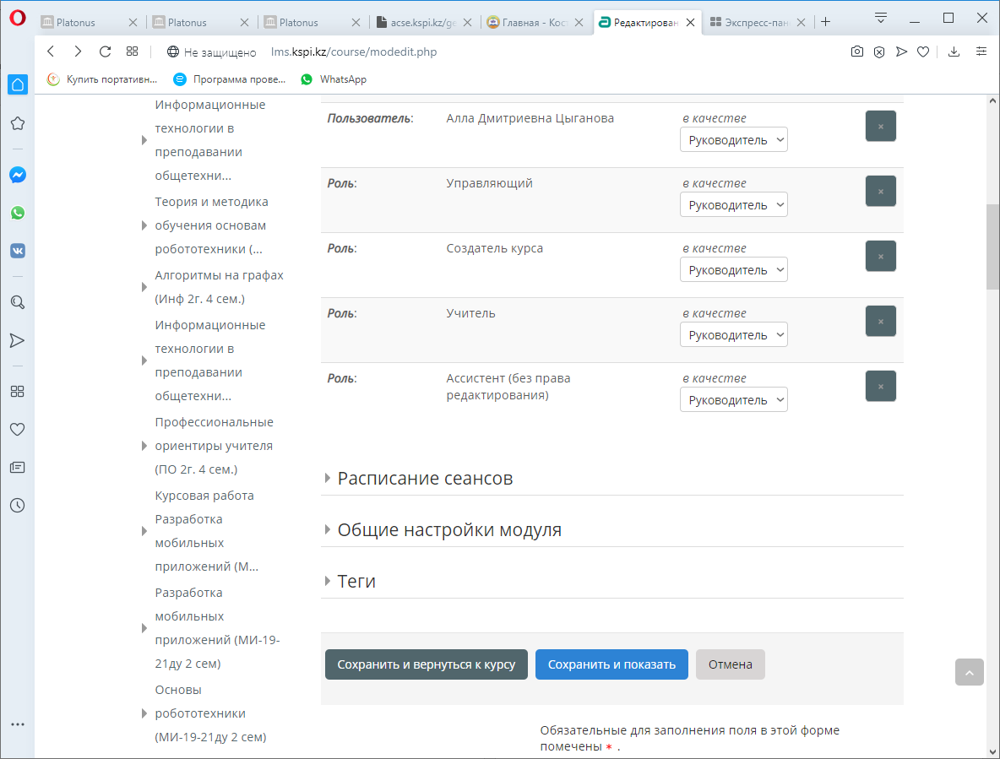 Platonus
Platonus
Platonus
acse.kspi.kz/ge
Главная - Кос
Редактирован
Экспресс-пан
Не защищено
lms.kspi.kz/course/modedit.php
Купить портативн...
Программа прове...
WhatsApp
Информационные
технологии в
преподавании
общетехни...
Теория и методика
обучения основам
робототехники (...
Алгоритмы на графах
(Инф 2г. 4 сем.)
Информационные
технологии в
преподавании
общетехни...
Профессиональные
ориентиры учителя
(ПО 2г. 4 сем.)
Курсовая работа
Разработка
мобильных
приложений (М...
Разработка
мобильных
приложений (МИ-19-
21ду 2 сем)
Основы
робототехники
(МИ-19-21ду 2 сем)
Пользователь:
Алла Дмитриевна Цыганова
в качестве
Руководитель
Роль:
Управляющий
в качестве
Руководитель
Роль:
Создатель курса
в качестве
Руководитель
Роль:
Учитель
в качестве
Руководитель
Роль:
Ассистент (без права
редактирования)
в качестве
Руководитель
Расписание сеансов
Общие настройки модуля
Теги
Сохранить и вернуться к курсу
Сохранить и показать
Отмена
Обязательные для заполнения поля в этой форме
помечены * .